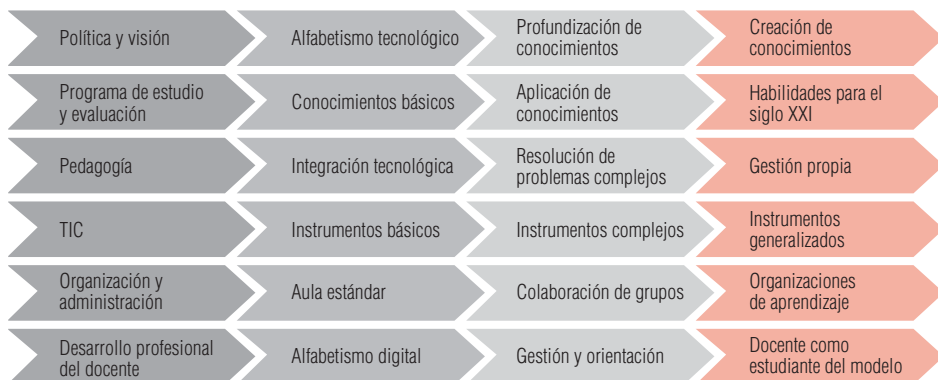 Política y visión
Alfabetismo tecnológico
Profundización de
conocimientos
Creación de
conocimientos
Programa de estudio
y evaluación
Conocimientos básicos
Aplicación de
conocimientos
Habilidades para el
siglo XXI
Pedagogía
Integración tecnológica
Resolución de
problemas complejos
Gestión propia
TIC
Instrumentos básicos
Instrumentos complejos
Instrumentos
generalizados
Organización y
administración
Aula estándar
Colaboración de grupos
Organizaciones
de aprendizaje
Desarrollo profesional
del docente
Alfabetismo digital
Gestión y orientación
Docente como
estudiante del modelo